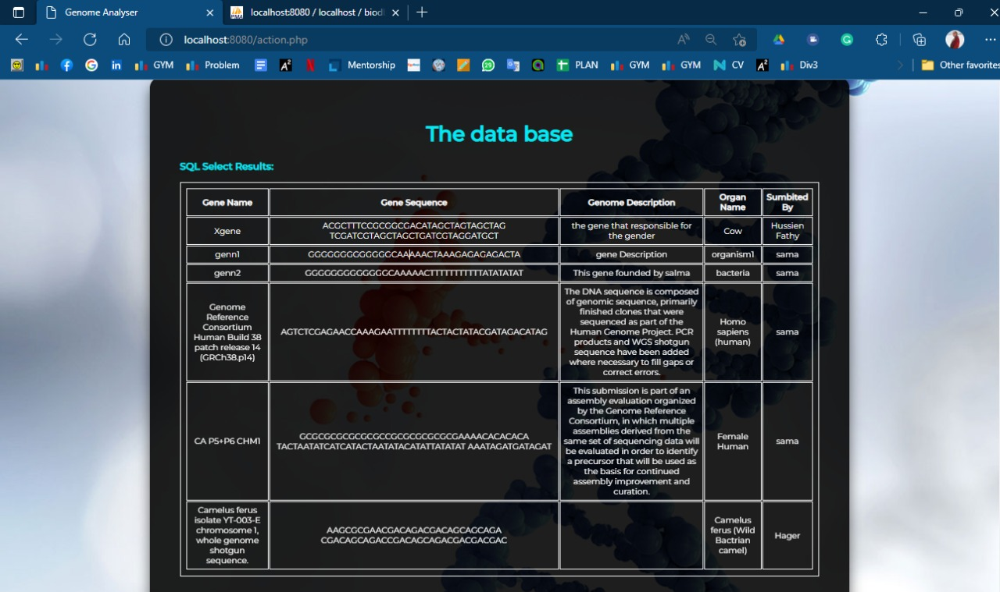 Genome Analyser
localhost:8080 / localhost / biod
localhost:8080/action.php
GYM
Problem
Mentorship
PLAN
GYM
GYM
CV
Div3
Other favorites
The data base
SQL Select Results:
Gene Name
Gene Sequence
Genome Description
Organ
Name
Sumbited
By
Xgene
ACGCTTTCCGCGGCGACATAGCTAGTAGCTAG
TCGATCGTAGCTAGCTGATCGTAGGATGCT
the gene that responsible for
the gender
Cow
Hussien
Fathy
genn1
GGGGGGGGGGGGGCAAAAACTAAAGAGAGAGACTA
gene Description
organism1
sama
genn2
GGGGGGGGGGGGGCAAAAACTTTTTTTTTTTATATATAT
This gene founded by salma
bacteria
sama
Genome
Reference
Consortium
Human Build 38
patch release 14
(GRCh38.p14)
AGTCTCGAGAACCAAAGAATTTTTTTTACTACTATACGATAGACATAG
The DNA sequence is composed
of genomic sequence, primarily
finished clones that were
sequenced as part of the
Human Genome Project. PCR
products and WGS shotgun
sequence have been added
where necessary to fill gaps or
correct errors.
Homo
sapiens
(human)
sama
CA P5+P6 CHM1
GCGCGCGCGCGCGCCGCGCGCGCGCGAAAACACACACA
TACTAATATCATCATACTAATATACATATTATATAT AAATAGATGATAGAT
This submission is part of an
assembly evaluation organized
by the Genome Reference
Consortium, in which multiple
assemblies derived from the
same set of sequencing data will
be evaluated in order to identify
a precursor that will be used as
the basis for continued
assembly improvement and
curation.
Female
Human
sama
Camelus ferus
isolate YT-003-E
chromosome 1,
whole genome
shotgun
sequence.
AAGCGCGAACGACAGACGACAGCAGCAGA
CGACAGCAGACCGACAGCAGACGACGACGAC
Camelus
ferus (Wild
Bactrian
camel)
Hager